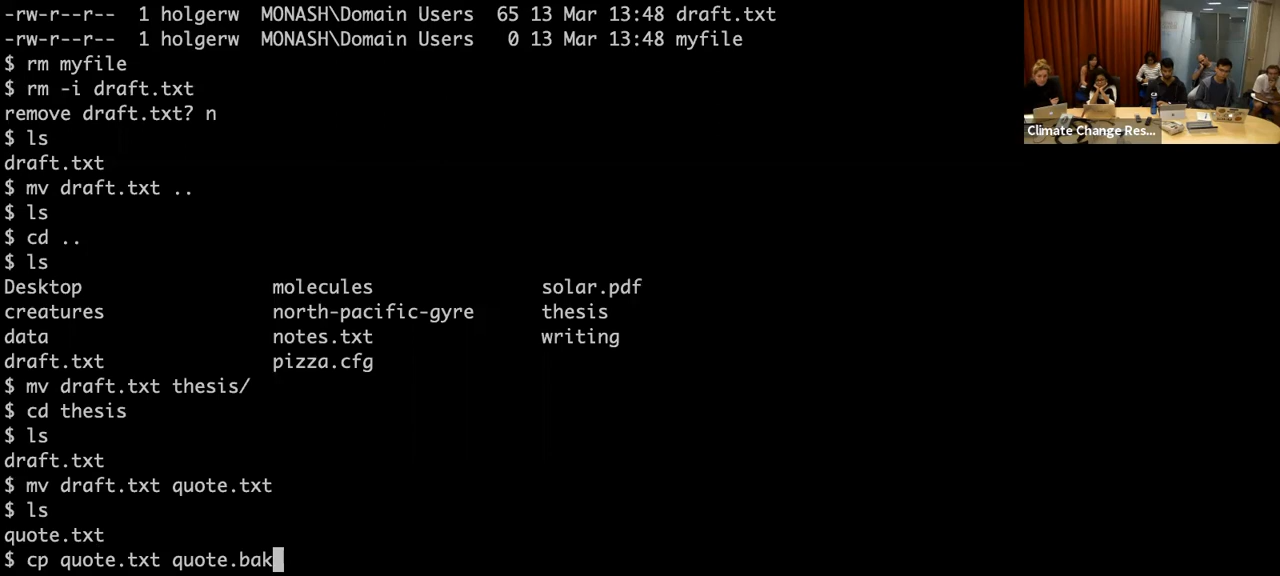 -rw-r--r--  1 holgerw  MONASH\Domain Users  65 13 Mar 13:48 draft.txt
-rw-r--r--  1 holgerw  MONASH\Domain Users   0 13 Mar 13:48 myfile
$ rm myfile
$ rm -i draft.txt
remove draft.txt? n
$ ls
draft.txt
$ mv draft.txt ..
$ ls
$ cd ..
$ ls
Desktop                 molecules               solar.pdf
creatures               north-pacific-gyre      thesis
data                    notes.txt               writing
draft.txt               pizza.cfg
$ mv draft.txt thesis/
$ cd thesis
$ ls
draft.txt
$ mv draft.txt quote.txt
$ ls
quote.txt
$ cp quote.txt quote.bak
Climate Change Res...